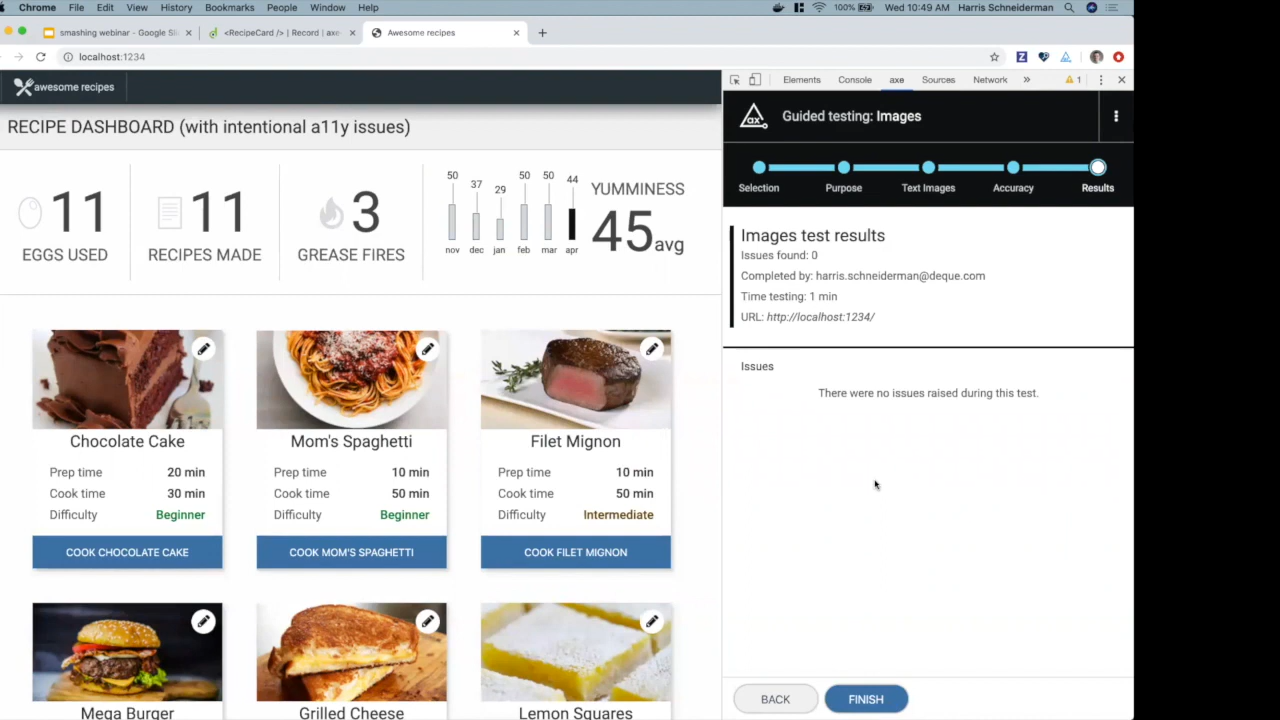 Chrome File Edit View History Bookmarks People Window Help 100% Wed 10:49 AM Harris Schneiderman
smashing webinar - Google Sl
<RecipeCard /> | Record | axe
Awesome recipes
localhost:1234
awesome recipes
RECIPE DASHBOARD (with intentional a11y issues)
11
EGGS USED
11
RECIPES MADE
3
GREASE FIRES
50 37 29 50 50 44
nov dec jan feb mar apr
YUMMINESS
45avg
Chocolate Cake
Prep time 20 min
Cook time 30 min
Difficulty Beginner
COOK CHOCOLATE CAKE
Mom's Spaghetti
Prep time 10 min
Cook time 50 min
Difficulty Beginner
COOK MOM'S SPAGHETTI
Filet Mignon
Prep time 10 min
Cook time 50 min
Difficulty Intermediate
COOK FILET MIGNON
Mega Burger
Grilled Cheese
Lemon Squares
Elements Console axe Sources Network » 1
ax
Guided testing: Images
Selection Purpose Text Images Accuracy Results
Images test results
Issues found: 0
Completed by: harris.schneiderman@deque.com
Time testing: 1 min
URL: http://localhost:1234/
Issues
There were no issues raised during this test.
BACK
FINISH